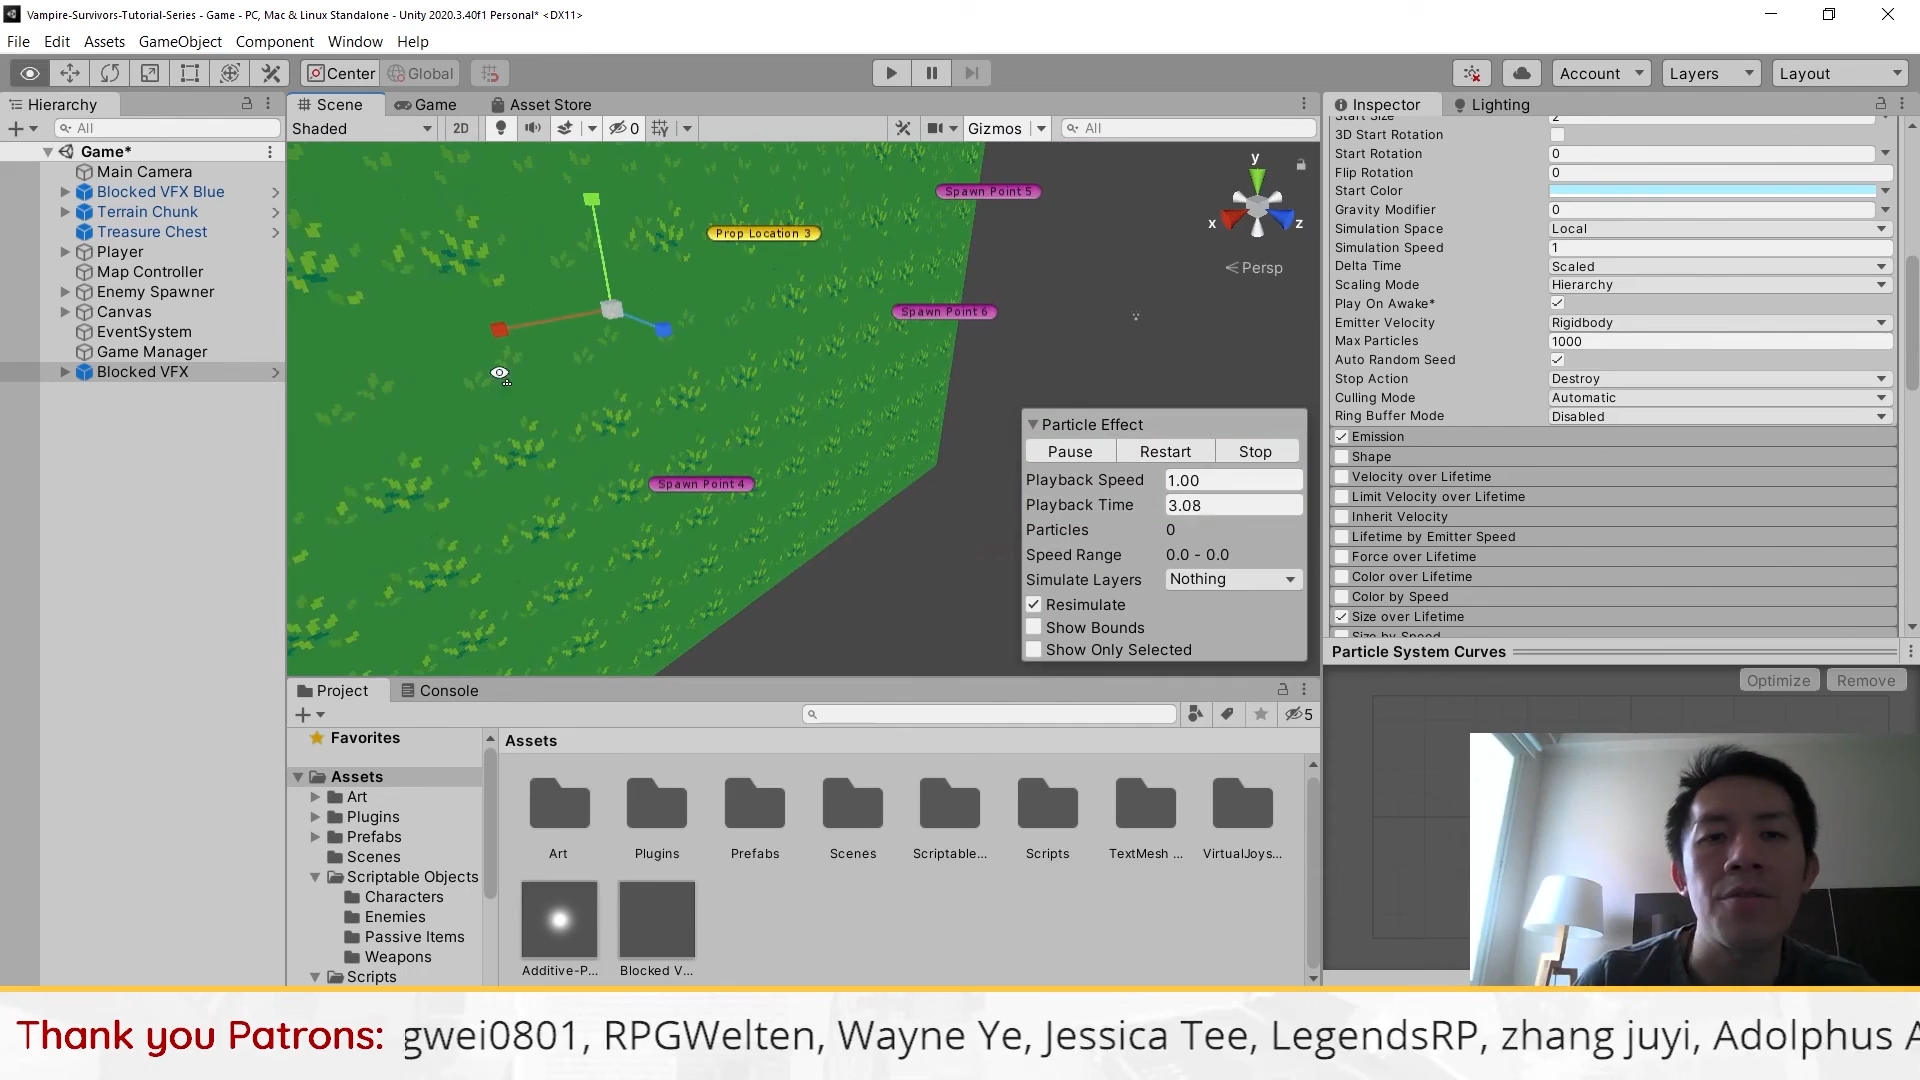 Vampire-Survivors-Tutorial-Series - Game - PC, Mac & Linux Standalone - Unity 2020.3.40f1 Personal* <DX11>
File Edit Assets GameObject Component Window Help
Center Global Account Layers Layout
Hierarchy
All
Game*
Main Camera
Blocked VFX Blue
Terrain Chunk
Treasure Chest
Player
Map Controller
Enemy Spawner
Canvas
EventSystem
Game Manager
Blocked VFX
Scene Game Asset Store
Shaded 2D 0 Gizmos All
Spawn Point 5
Prop Location 3
Spawn Point 6
Spawn Point 4
y
x z
Persp
Particle Effect
Pause Restart Stop
Playback Speed 1.00
Playback Time 3.08
Particles 0
Speed Range 0.0 - 0.0
Simulate Layers Nothing
Resimulate
Show Bounds
Show Only Selected
Inspector Lighting
Start Size 2
3D Start Rotation
Start Rotation 0
Flip Rotation 0
Start Color
Gravity Modifier 0
Simulation Space Local
Simulation Speed 1
Delta Time Scaled
Scaling Mode Hierarchy
Play On Awake*
Emitter Velocity Rigidbody
Max Particles 1000
Auto Random Seed
Stop Action Destroy
Culling Mode Automatic
Ring Buffer Mode Disabled
Emission
Shape
Velocity over Lifetime
Limit Velocity over Lifetime
Inherit Velocity
Lifetime by Emitter Speed
Force over Lifetime
Color over Lifetime
Color by Speed
Size over Lifetime
Size by Speed
Particle System Curves
Optimize Remove
Project Console
5
Favorites
Assets
Art
Plugins
Prefabs
Scenes
Scriptable Objects
Characters
Enemies
Passive Items
Weapons
Scripts
Assets
Art Plugins Prefabs Scenes Scriptable... Scripts TextMesh ... VirtualJoys...
Additive-P... Blocked V...
Thank you Patrons: gwei0801, RPGWelten, Wayne Ye, Jessica Tee, LegendsRP, zhang juyi, Adolphus A